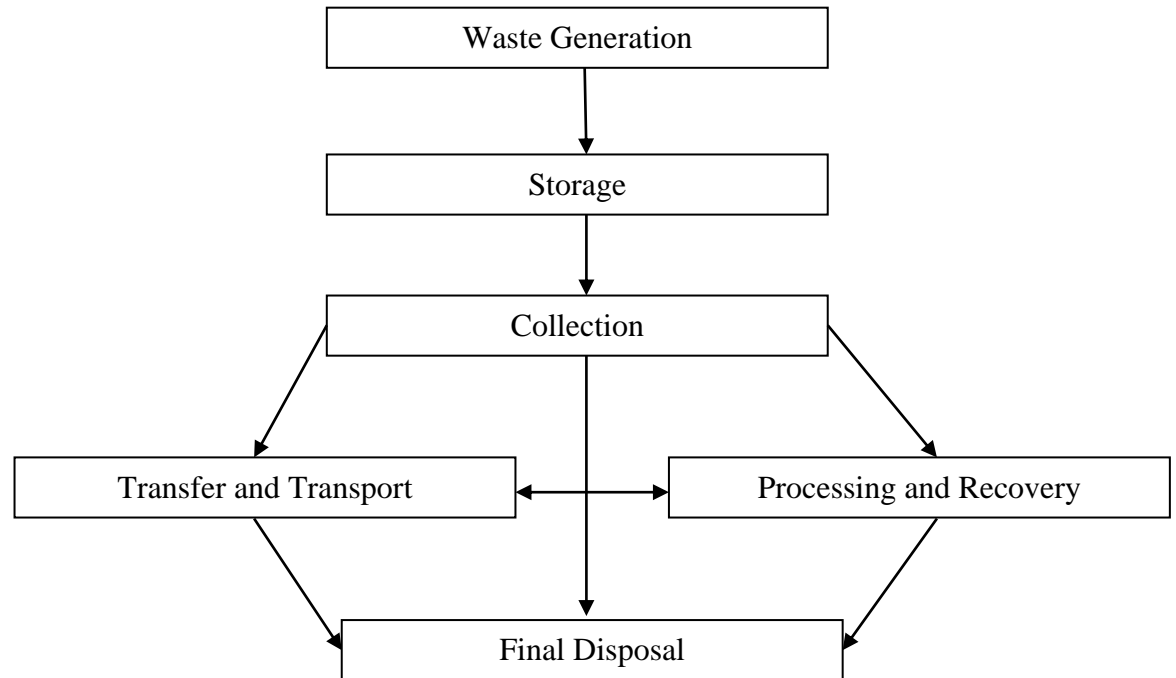 Waste Generation
Storage
Collection
Transfer and Transport
Processing and Recovery
Final Disposal